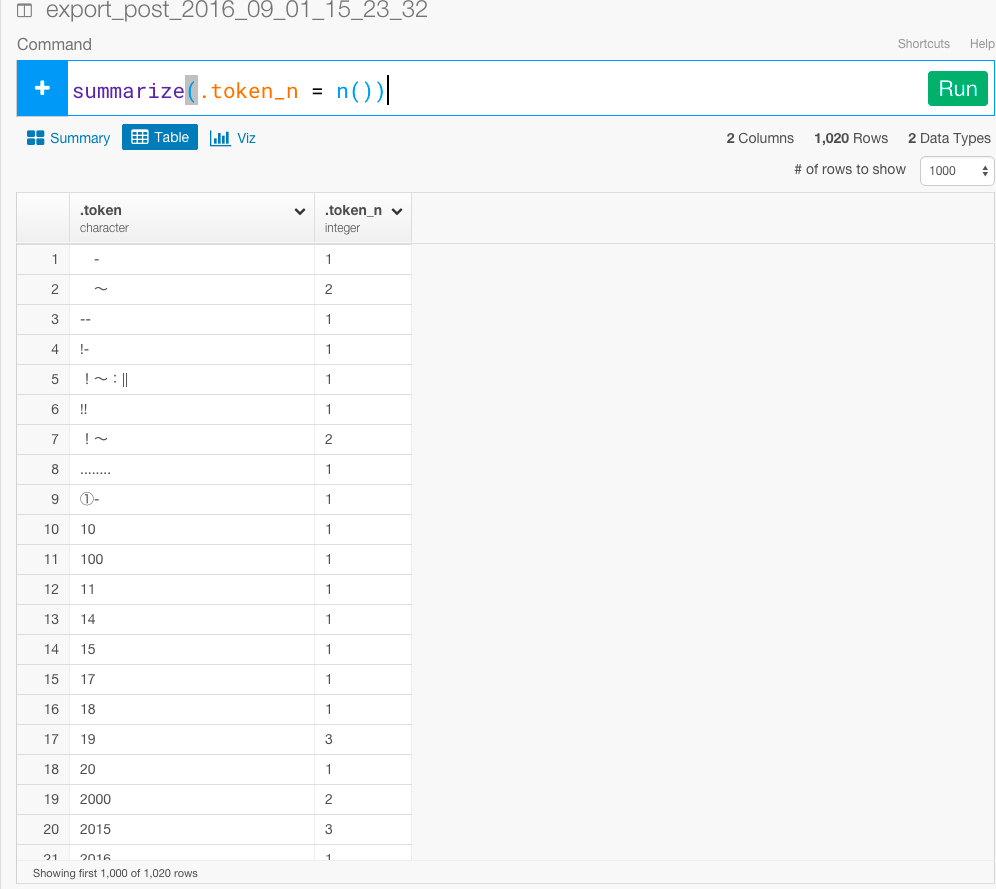 export_post_2016_09_01_15_23_32
Command
Shortcuts Help
+ summarize(.token_n = n()) Run
Summary Table Viz 2 Columns 1,020 Rows 2 Data Types
# of rows to show 1000
.token .token_n
character integer
1 - 1
2 〜 2
3 -- 1
4 !- 1
5 ！〜：‖ 1
6 !! 1
7 ！〜 2
8 ........ 1
9 ①- 1
10 10 1
11 100 1
12 11 1
13 14 1
14 15 1
15 17 1
16 18 1
17 19 3
18 20 1
19 2000 2
20 2015 3
21 2016 1
Showing first 1,000 of 1,020 rows